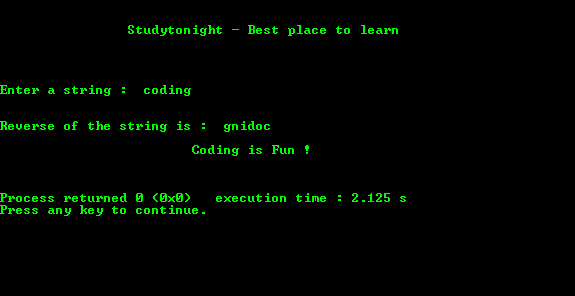 Studytonight - Best place to learn
Enter a string :  coding
Reverse of the string is :  gnidoc
Coding is Fun !
Process returned 0 (0x0)   execution time : 2.125 s
Press any key to continue.